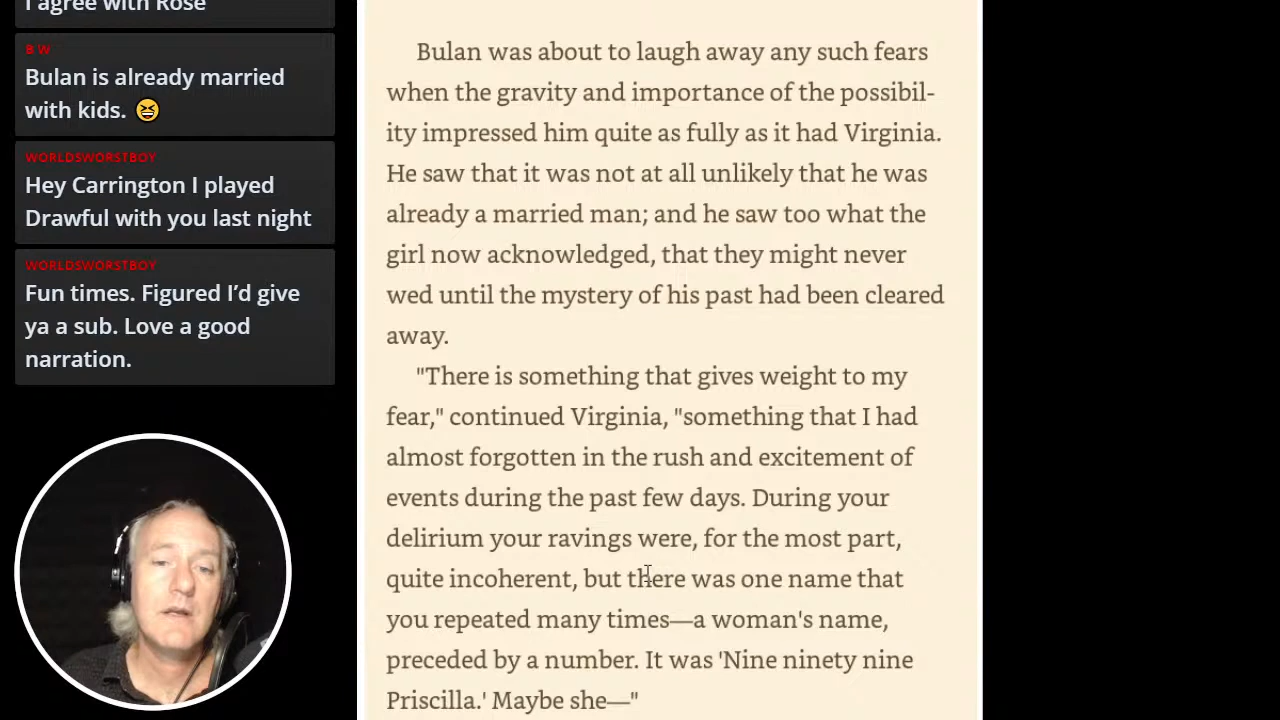 I agree with Rose
B W
Bulan is already married
with kids. 😆
WORLDSWORSTBOY
Hey Carrington I played
Drawful with you last night
WORLDSWORSTBOY
Fun times. Figured I’d give
ya a sub. Love a good
narration.
Bulan was about to laugh away any such fears
when the gravity and importance of the possibil-
ity impressed him quite as fully as it had Virginia.
He saw that it was not at all unlikely that he was
already a married man; and he saw too what the
girl now acknowledged, that they might never
wed until the mystery of his past had been cleared
away.
"There is something that gives weight to my
fear," continued Virginia, "something that I had
almost forgotten in the rush and excitement of
events during the past few days. During your
delirium your ravings were, for the most part,
quite incoherent, but there was one name that
you repeated many times—a woman's name,
preceded by a number. It was 'Nine ninety nine
Priscilla.' Maybe she—"